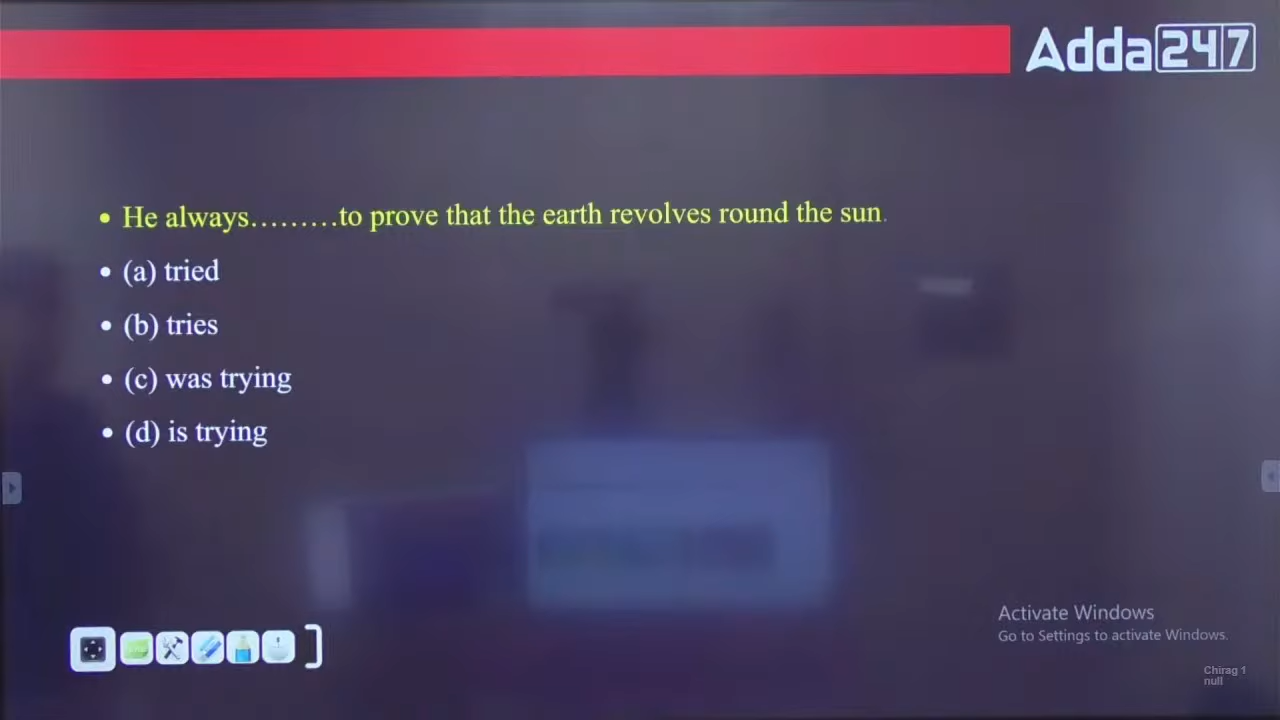 Adda247
• He always.........to prove that the earth revolves round the sun.
• (a) tried
• (b) tries
• (c) was trying
• (d) is trying
Activate Windows
Go to Settings to activate Windows.
Chirag 1
null